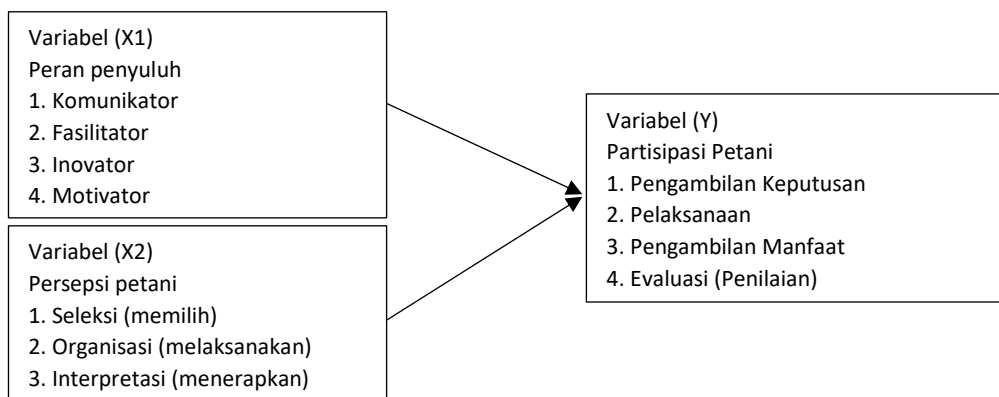 Variabel (X1)
Peran penyuluh
1. Komunikator
2. Fasilitator
3. Inovator
4. Motivator
Variabel (X2)
Persepsi petani
1. Seleksi (memilih)
2. Organisasi (melaksanakan)
3. Interpretasi (menerapkan)
Variabel (Y)
Partisipasi Petani
1. Pengambilan Keputusan
2. Pelaksanaan
3. Pengambilan Manfaat
4. Evaluasi (Penilaian)